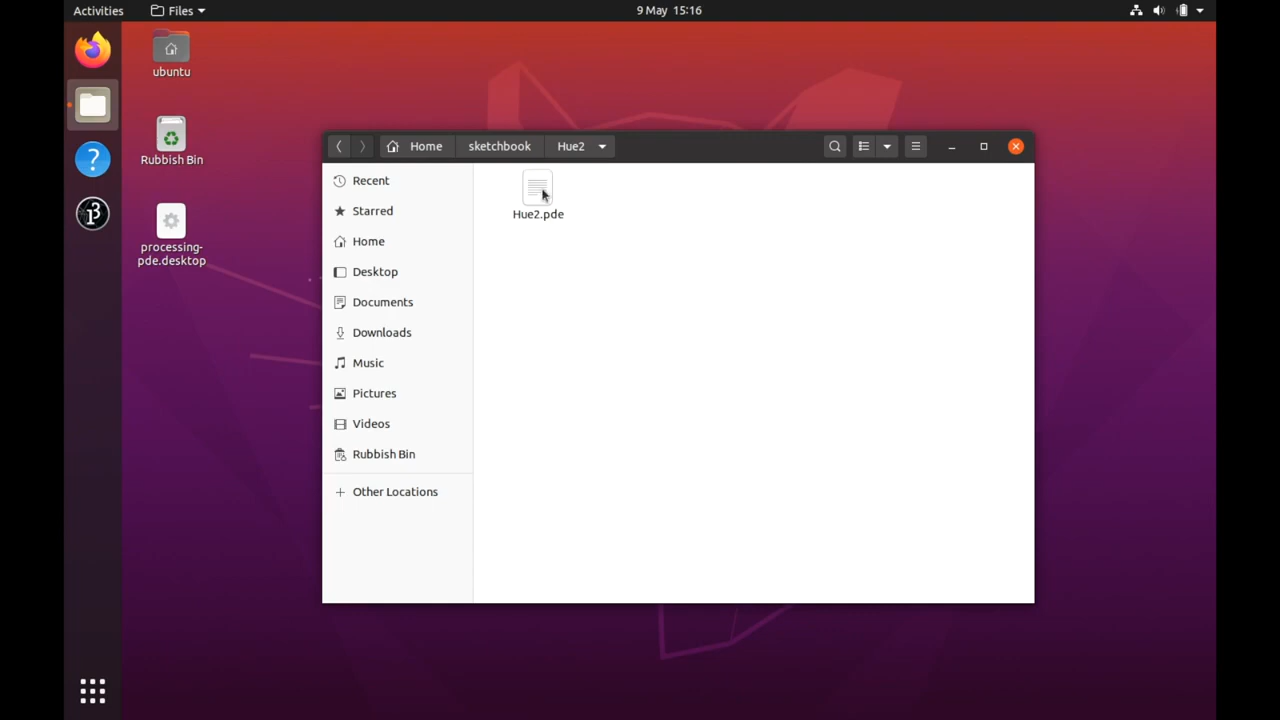 Activities Files 9 May 15:16
ubuntu
Rubbish Bin
processing-
pde.desktop
Home sketchbook Hue2
Recent
Starred
Home
Desktop
Documents
Downloads
Music
Pictures
Videos
Rubbish Bin
Other Locations
Hue2.pde